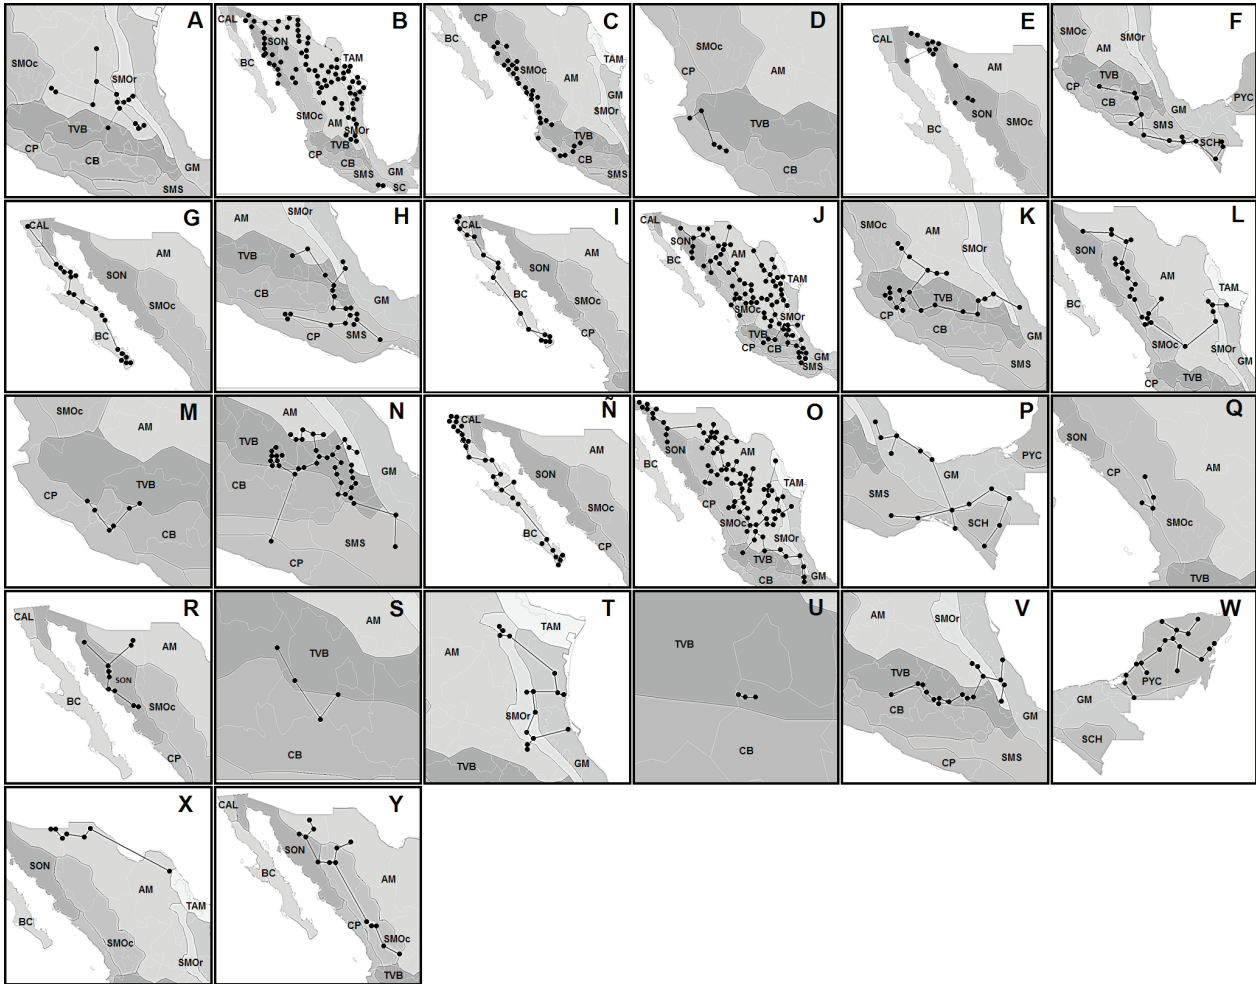 A
SMOc
SMOr
TVB
CP
CB
GM
SMS
B
CAL
SON
BC
TAM
SMOc
AM
SMOr
TVB
CP
CB
SMS
GM
SC
C
CP
BC
SMOc
AM
TAM
GM
SMOr
TVB
CB
SMS
D
SMOc
CP
AM
TVB
CB
E
CAL
AM
SON
BC
SMOc
F
SMOc
SMOr
AM
TVB
CP
CB
GM
PYC
SMS
SCH
G
CAL
AM
SON
SMOc
BC
H
AM
SMOr
TVB
CB
GM
CP
SMS
I
CAL
AM
SON
BC
SMOc
CP
J
CAL
SON
AM
BC
TAM
SMOc
SMOr
TVB
CP
CB
GM
SMS
K
SMOc
AM
SMOr
TVB
CP
CB
GM
SMS
L
SON
BC
AM
TAM
SMOc
SMOr
GM
CP
TVB
M
SMOc
AM
CP
TVB
CB
N
AM
TVB
GM
CB
SMS
CP
Ñ
CAL
AM
SON
SMOc
BC
CP
O
BC
SON
AM
TAM
CP
SMOc
SMOr
TVB
CB
GM
P
PYC
GM
SMS
SCH
Q
SON
CP
AM
SMOc
TVB
R
CAL
AM
SON
BC
SMOc
CP
S
AM
TVB
CB
T
TAM
AM
SMOr
GM
TVB
U
TVB
CB
V
AM
SMOr
TVB
CB
GM
SMS
CP
W
PYC
GM
SCH
X
SON
AM
TAM
BC
SMOc
SMOr
Y
CAL
SON
BC
AM
CP
SMOc
TVB